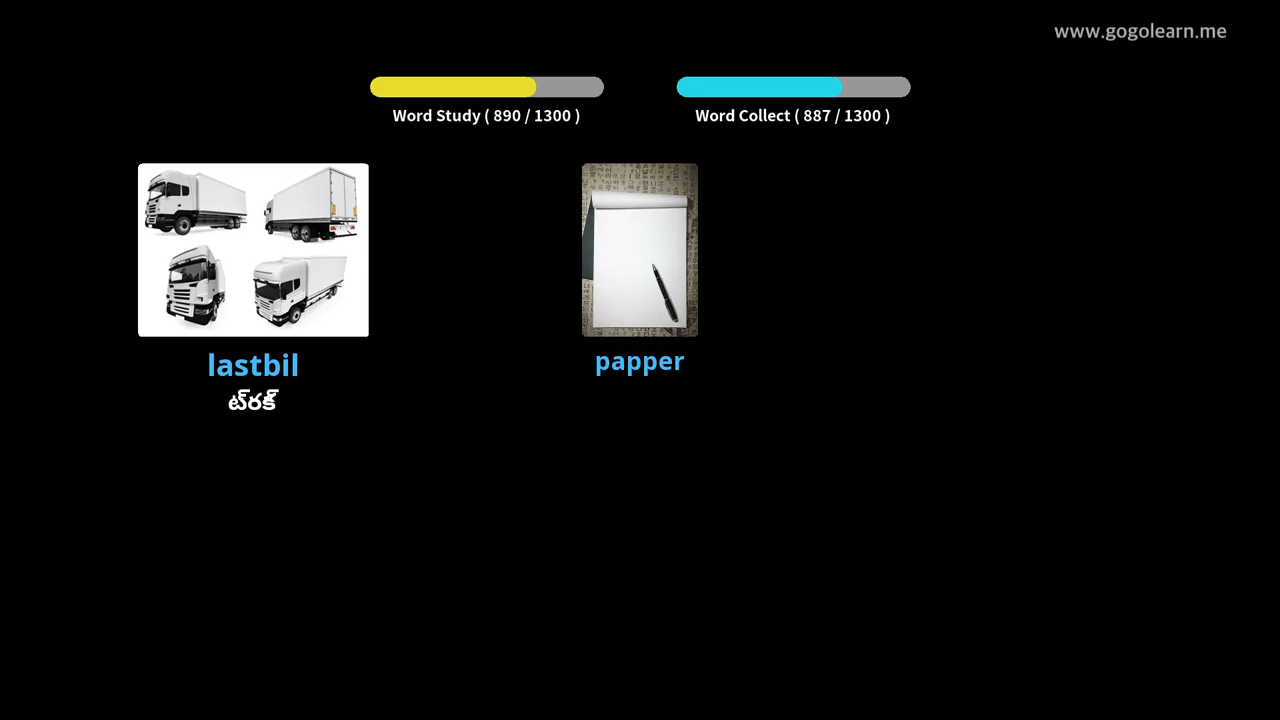 www.gogolearn.me
Word Study ( 890 / 1300 )
Word Collect ( 887 / 1300 )
lastbil
ట్రక్
papper